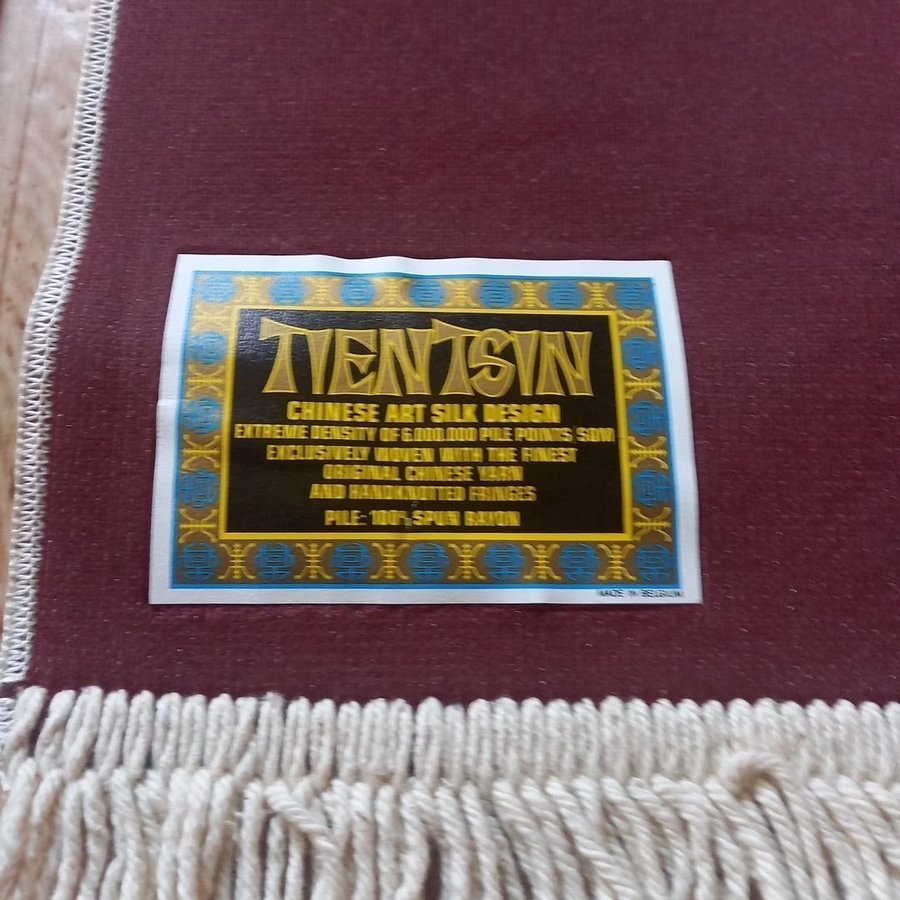 TIENTSIN
CHINESE ART SILK DESIGN
EXTREME DENSITY OF 6.000.000 PILE POINTS SQM
EXCLUSIVELY WOVEN WITH THE FINEST
ORIGINAL CHINESE YARN
AND HANDKNOTTED FRINGES
PILE: 100% SPUN RAYON
MADE IN BELGIUM